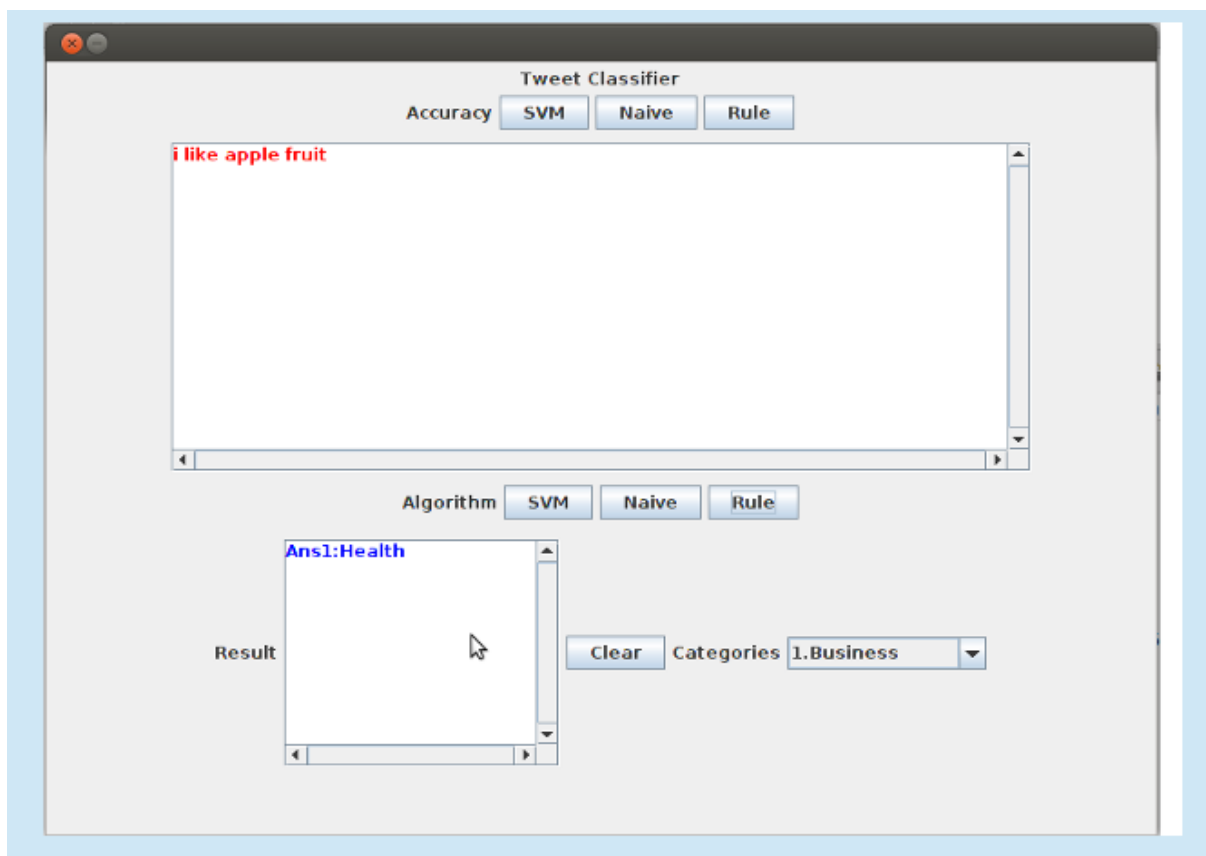 Tweet Classifier
Accuracy SVM Naive Rule
i like apple fruit
Algorithm SVM Naive Rule
Ans1:Health
Result Clear Categories 1.Business